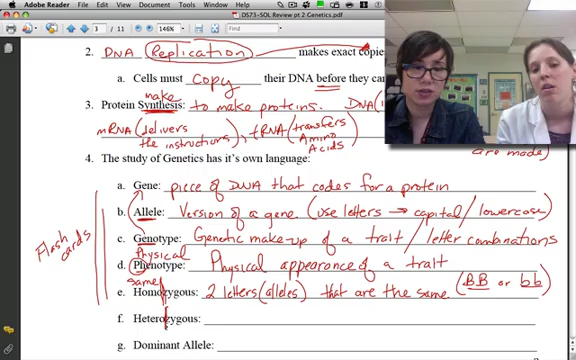 Adobe Reader File Edit View Window Help
DS73-SOL Review pt 2 Genetics.pdf
3 / 11 146% Find
2. DNA Replication makes exact copies
a. Cells must copy their DNA before they can
make
3. Protein Synthesis: to make proteins. DNA
mRNA (delivers the instructions), tRNA (transfers Amino Acids)
are made)
4. The study of Genetics has it's own language:
a. Gene: piece of DNA that codes for a protein
b. Allele: Version of a gene (use letters → capital / lowercase)
c. Genotype: Genetic make-up of a trait / letter combinations
Physical
d. Phenotype: Physical appearance of a trait
same
e. Homozygous: 2 letters (alleles) that are the same (BB or bb)
f. Heterozygous:
g. Dominant Allele:
Flash cards